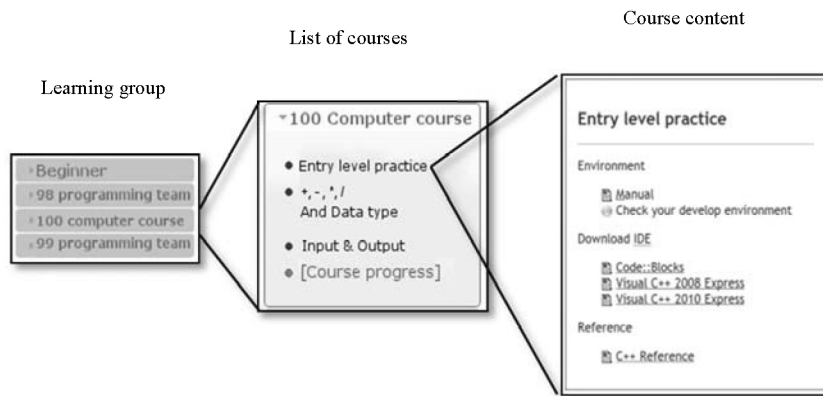 Learning group
Beginner
98 programming team
100 computer course
99 programming team
List of courses
100 Computer course
Entry level practice
+, -, *, /
And Data type
Input & Output
[Course progress]
Course content
Entry level practice
Environment
Manual
Check your develop environment
Download IDE
Code::Blocks
Visual C++ 2008 Express
Visual C++ 2010 Express
Reference
C++ Reference